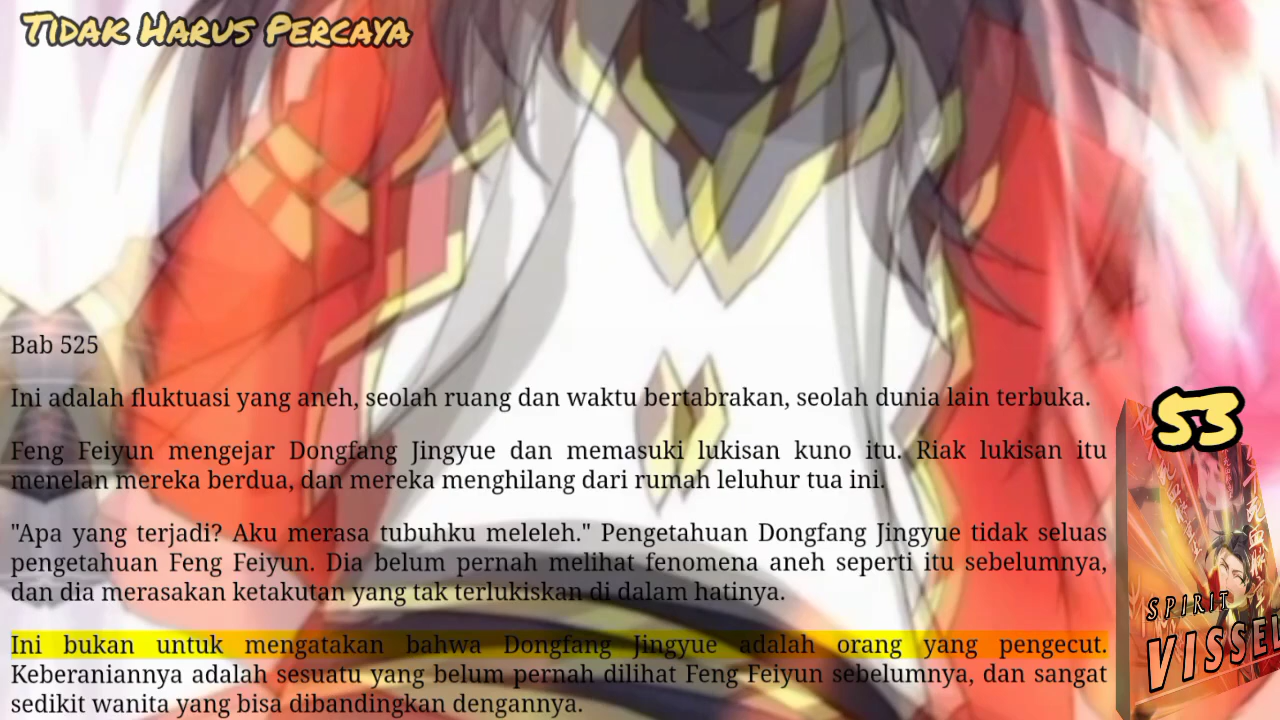 Tidak Harus Percaya
Bab 525
Ini adalah fluktuasi yang aneh, seolah ruang dan waktu bertabrakan, seolah dunia lain terbuka.
Feng Feiyun mengejar Dongfang Jingyue dan memasuki lukisan kuno itu. Riak lukisan itu
menelan mereka berdua, dan mereka menghilang dari rumah leluhur tua ini.
"Apa yang terjadi? Aku merasa tubuhku meleleh." Pengetahuan Dongfang Jingyue tidak seluas
pengetahuan Feng Feiyun. Dia belum pernah melihat fenomena aneh seperti itu sebelumnya,
dan dia merasakan ketakutan yang tak terlukiskan di dalam hatinya.
Ini bukan untuk mengatakan bahwa Dongfang Jingyue adalah orang yang pengecut.
Keberaniannya adalah sesuatu yang belum pernah dilihat Feng Feiyun sebelumnya, dan sangat
sedikit wanita yang bisa dibandingkan dengannya.
53
SPIRIT
VISSEL